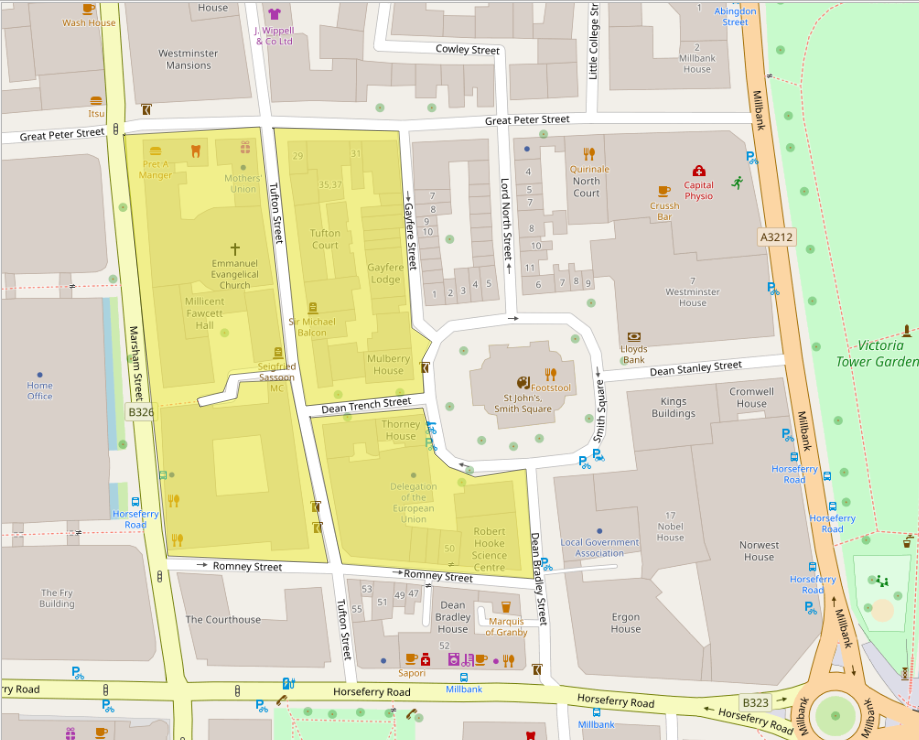 House
Wash House
J. Wippell
& Co Ltd
Abingdon
Street
Westminster
Mansions
Cowley Street
Little College St
1
2
Millbank
House
Itsu
Great Peter Street
Great Peter Street
Millbank
Pret A
Manger
Mothers'
Union
29
31
35;37
Tufton Street
Tufton
Court
Gayfere Street
Gayfere
Lodge
7
8
9
10
1
2
3
4
5
Lord North Street
4
5
7
8
10
11
6
7
8
9
Quirinale
North
Court
Crussh
Bar
Capital
Physio
A3212
7
Westminster
House
Emmanuel
Evangelical
Church
Millicent
Fawcett
Hall
Sir Michael
Balcon
Seigfried
Sassoon
MC
Mulberry
House
Marsham Street
Home
Office
B326
Dean Trench Street
Lloyds
Bank
Dean Stanley Street
Victoria
Tower Garden
Footstool
St John's,
Smith Square
Smith Square
Kings
Buildings
Cromwell
House
Millbank
Thorney
House
Delegation
of the
European
Union
Horseferry
Road
Horseferry
Road
Horseferry
Road
17
Nobel
House
Norwest
House
Robert
Hooke
Science
Centre
50
Local Government
Association
Dean Bradley Street
Romney Street
Romney Street
Horseferry
Road
The Fry
Building
The Courthouse
Tufton Street
53
55
51
49
47
Dean
Bradley
House
52
Marquis
of Granby
Ergon
House
Millbank
Sapori
Millbank
rry Road
Horseferry Road
Horseferry Road
B323
Horseferry Road
Millbank
Millbank
Millbank